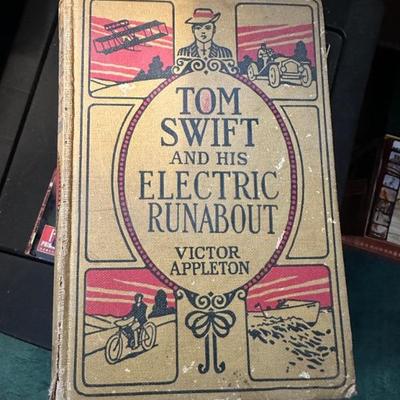 TOM
SWIFT
AND HIS
ELECTRIC
RUNABOUT
VICTOR
APPLETON